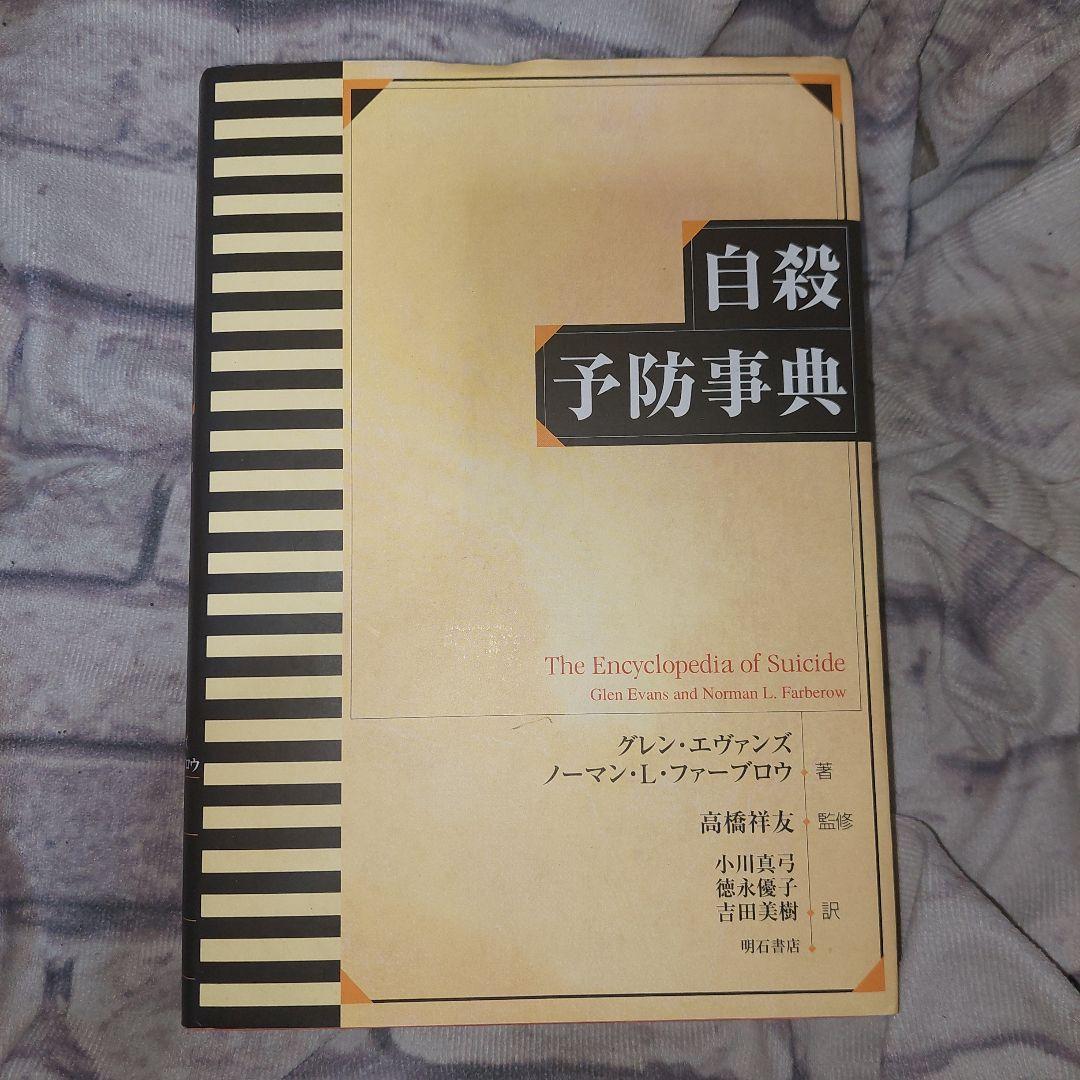 自殺
予防事典
The Encyclopedia of Suicide
Glen Evans and Norman L. Farberow
グレン・エヴァンズ
ノーマン・L・ファーブロウ 著
高橋祥友 監修
小川真弓
徳永優子
吉田美樹 訳
明石書店
ロウ